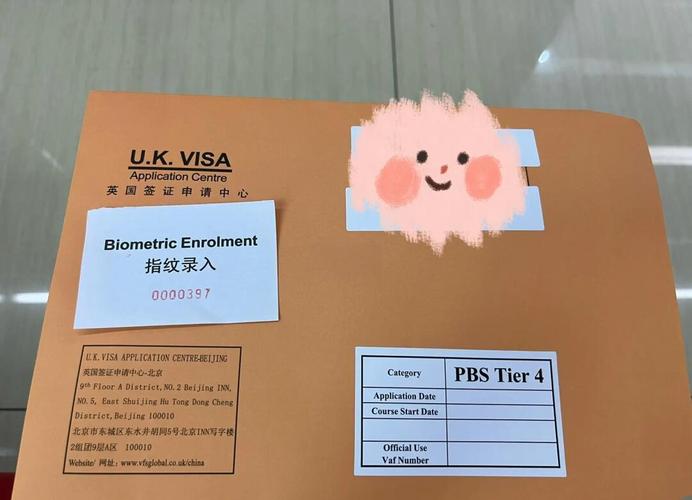 U.K. VISA
Application Centre
英国签证申请中心
Biometric Enrolment
指纹录入
0000397
U.K. VISA APPLICATION CENTRE-BEIJING
英国签证申请中心-北京
9th Floor A District, NO.2 Beijing INN,
NO.5, East Shuijing Hu Tong Dong Cheng
District, Beijing 100010
北京市东城区东水井胡同5号北京INN写字楼
2组团9层A区 100010
Website/ 网址: www.vfsglobal.co.uk/china
Category PBS Tier 4
Application Date
Course Start Date
Official Use
Vaf Number